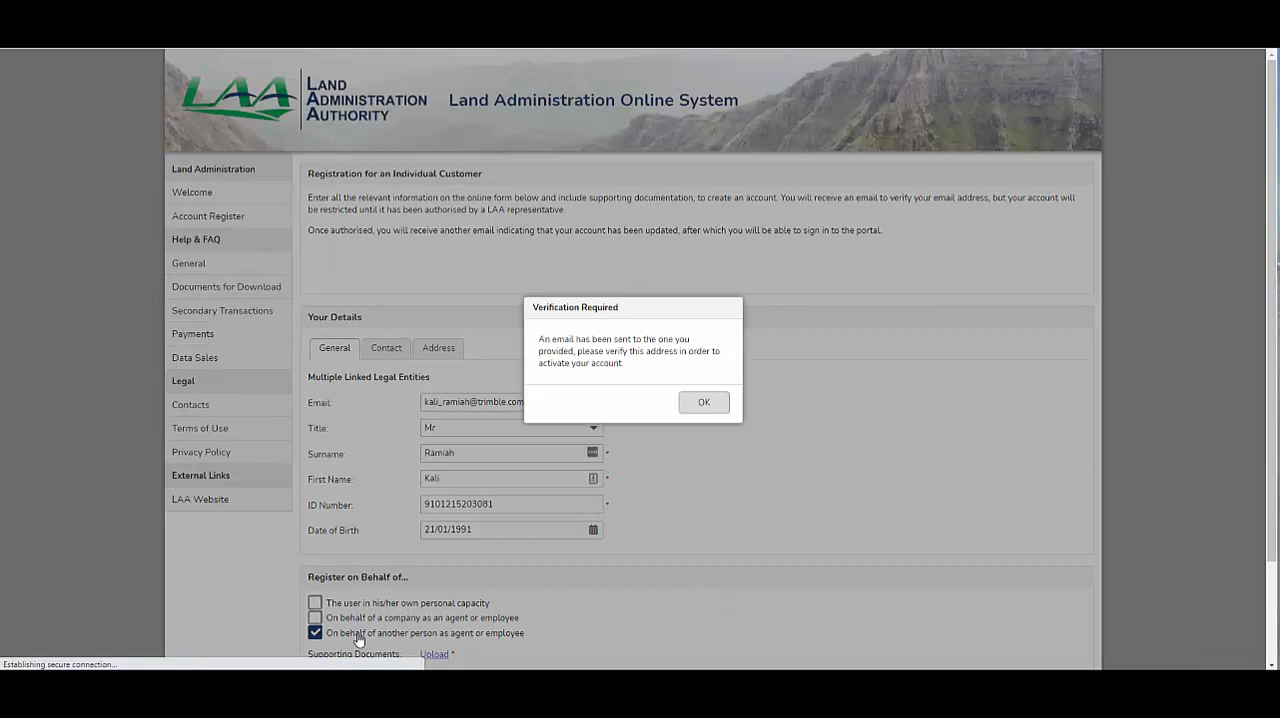 LAA
LAND
ADMINISTRATION
AUTHORITY
Land Administration Online System
Land Administration
Welcome
Account Register
Help & FAQ
General
Documents for Download
Secondary Transactions
Payments
Data Sales
Legal
Contacts
Terms of Use
Privacy Policy
External Links
LAA Website
Registration for an Individual Customer
Enter all the relevant information on the online form below and include supporting documentation, to create an account. You will receive an email to verify your email address, but your account will
be restricted until it has been authorised by a LAA representative.
Once authorised, you will receive another email indicating that your account has been updated, after which you will be able to sign in to the portal.
Your Details
General Contact Address
Multiple Linked Legal Entities
Email: kali_ramiah@trimble.com
Title: Mr
Surname: Ramiah *
First Name: Kali *
ID Number: 9101215203081 *
Date of Birth: 21/01/1991
Verification Required
An email has been sent to the one you
provided, please verify this address in order to
activate your account.
OK
Register on Behalf of...
The user in his/her own personal capacity
On behalf of a company as an agent or employee
On behalf of another person as agent or employee
Supporting Documents: Upload *
Establishing secure connection...